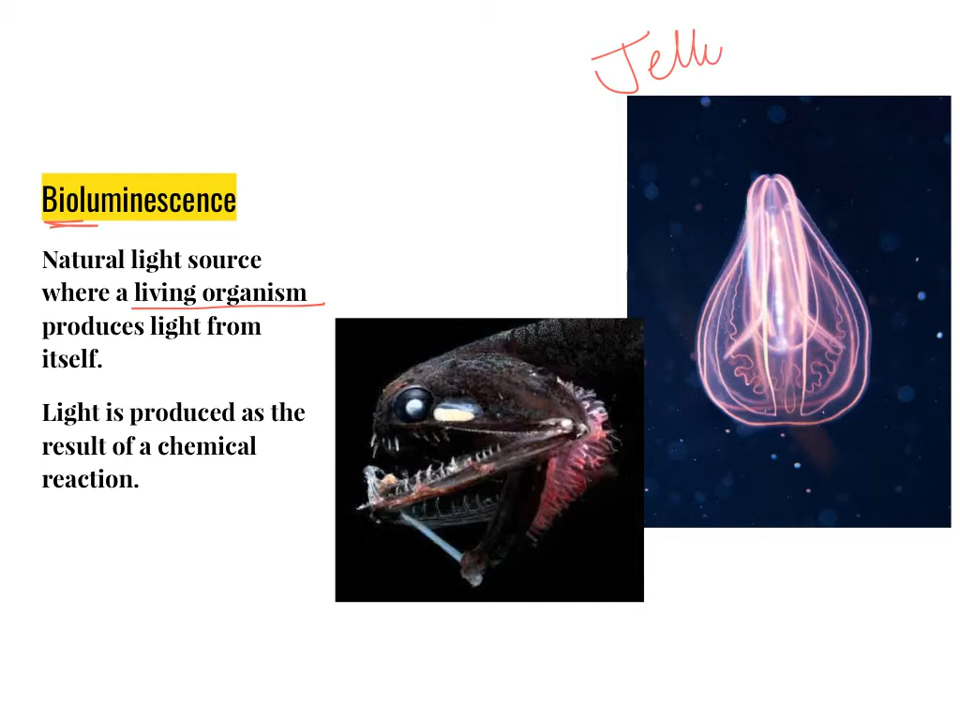 Jelli
Bioluminescence
Natural light source
where a living organism
produces light from
itself.
Light is produced as the
result of a chemical
reaction.